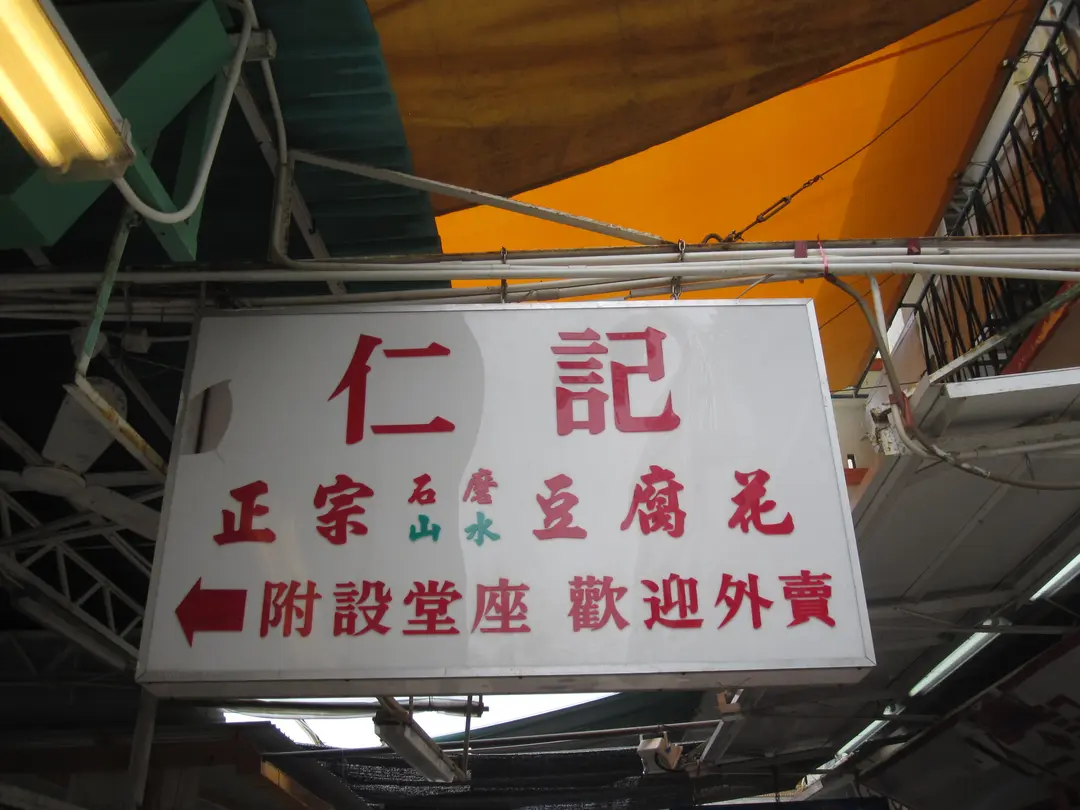 仁記
正宗石磨山水豆腐花
附設堂座 歡迎外賣